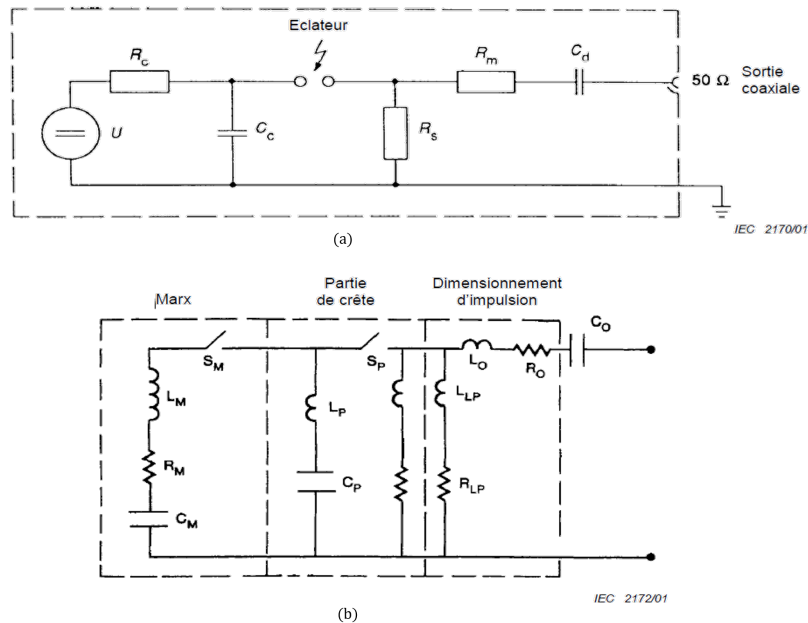 Eclateur
R_c
R_m
C_d
50 Ω
Sortie
coaxiale
U
C_c
R_s
IEC 2170/01
(a)
Marx
Partie
de crête
Dimensionnement
d'impulsion
C_O
S_M
S_P
L_O
R_O
L_M
L_P
L_LP
R_M
C_P
R_LP
C_M
IEC 2172/01
(b)